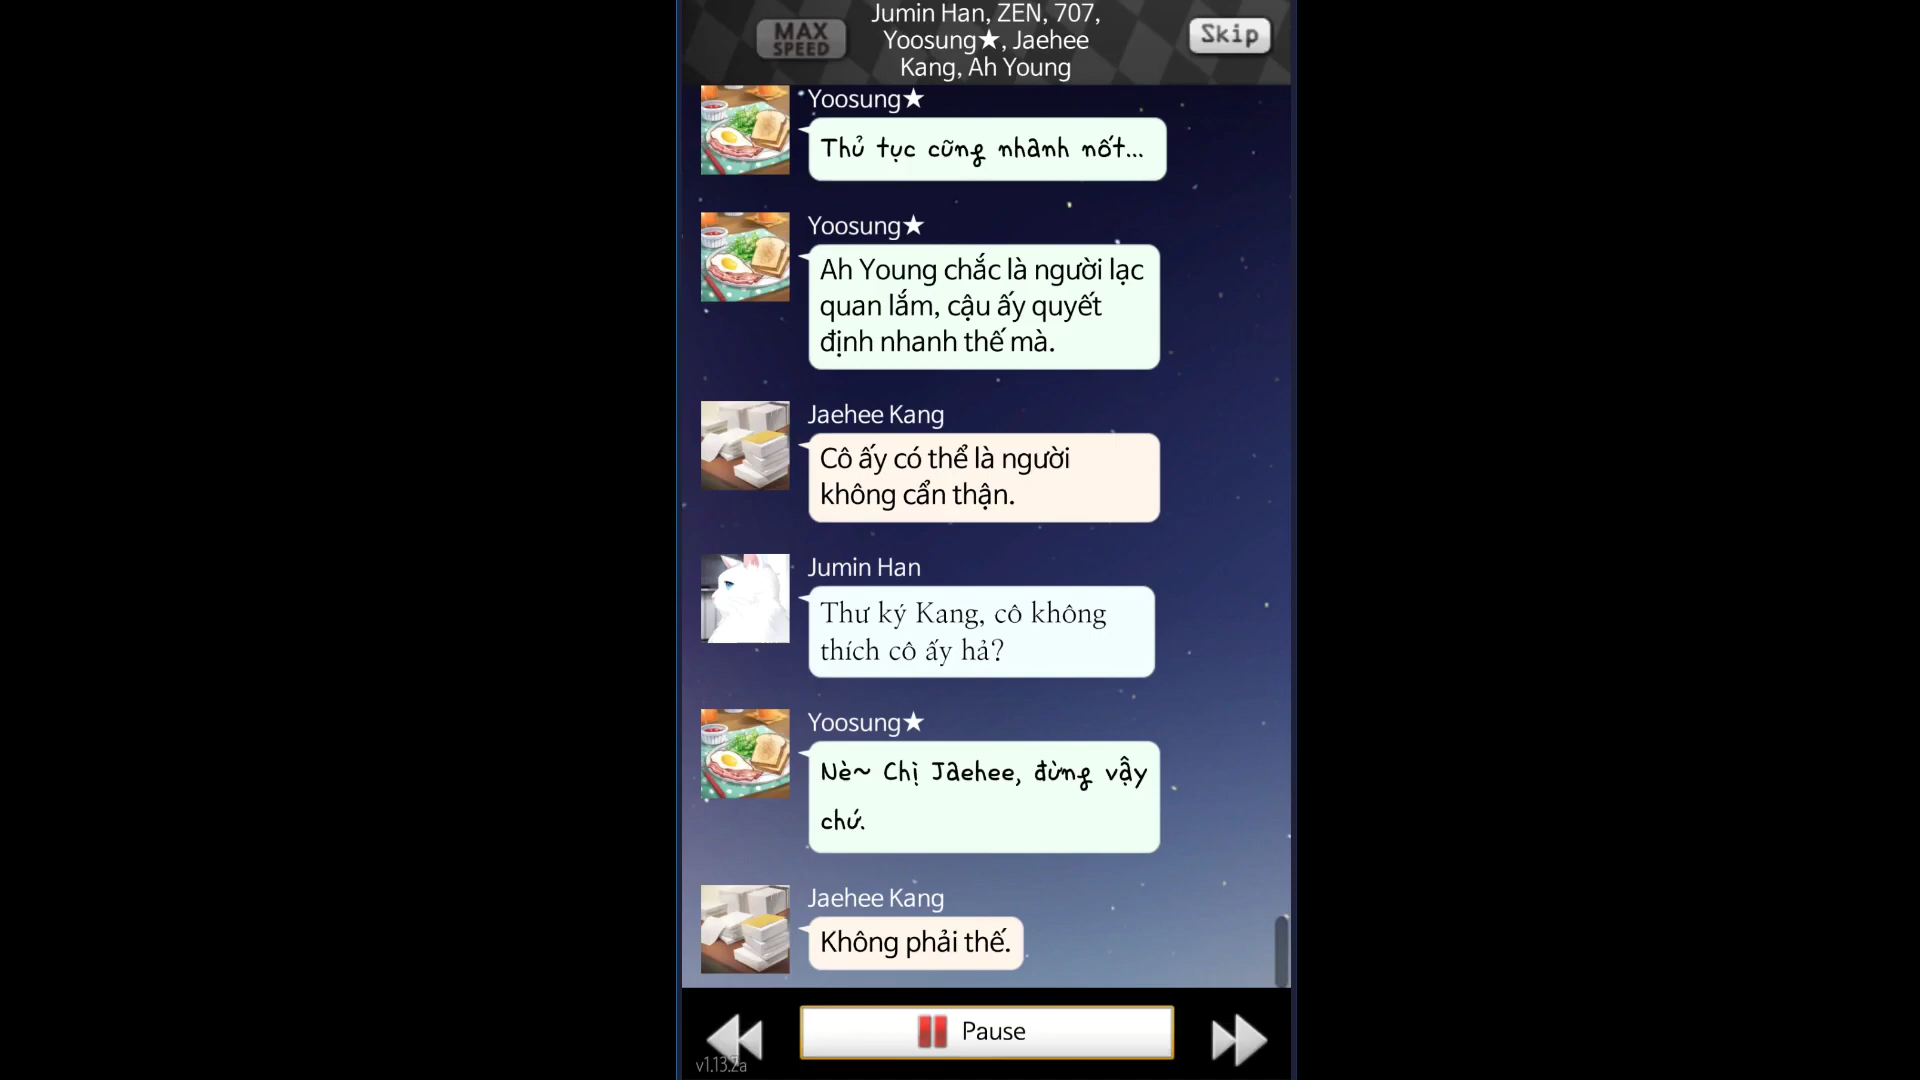 MAX
SPEED
Jumin Han, ZEN, 707,
Yoosung★, Jaehee
Kang, Ah Young
Skip
Yoosung★
Thủ tục cũng nhanh nốt...
Yoosung★
Ah Young chắc là người lạc
quan lắm, cậu ấy quyết
định nhanh thế mà.
Jaehee Kang
Cô ấy có thể là người
không cẩn thận.
Jumin Han
Thư ký Kang, cô không
thích cô ấy hả?
Yoosung★
Nè~ Chị Jaehee, đừng vậy
chứ.
Jaehee Kang
Không phải thế.
Pause
v1.13.2a